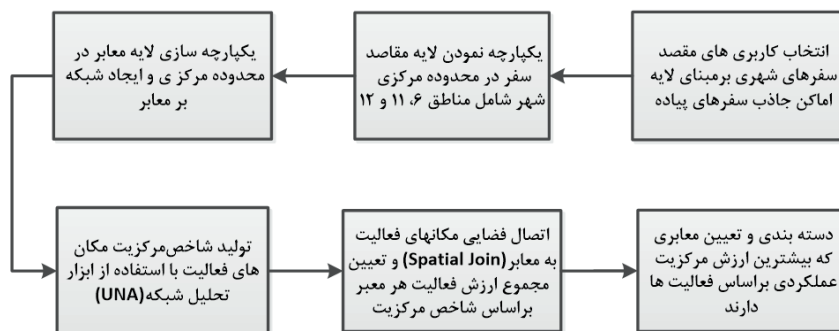 انتخاب کاربری های مقصد
سفرهای شهری برمبنای لایه
اماکن جاذب سفرهای پیاده
یکپارچه نمودن لایه مقاصد
سفر در محدوده مرکزی
شهر شامل مناطق ۶، ۱۱ و ۱۲
یکپارچه سازی لایه معابر در
محدوده مرکز ی و ایجاد شبکه
بر معابر
تولید شاخص‌مرکزیت مکان
های فعالیت با استفاده از ابزار
تحلیل شبکه(UNA)
اتصال فضایی مکانهای فعالیت
به معابر(Spatial Join) و تعیین
مجموع ارزش فعالیت هر معبر
براساس شاخص مرکزیت
دسته بندی و تعیین معابری
که بیشترین ارزش مرکزیت
عملکردی براساس فعالیت ها
دارند